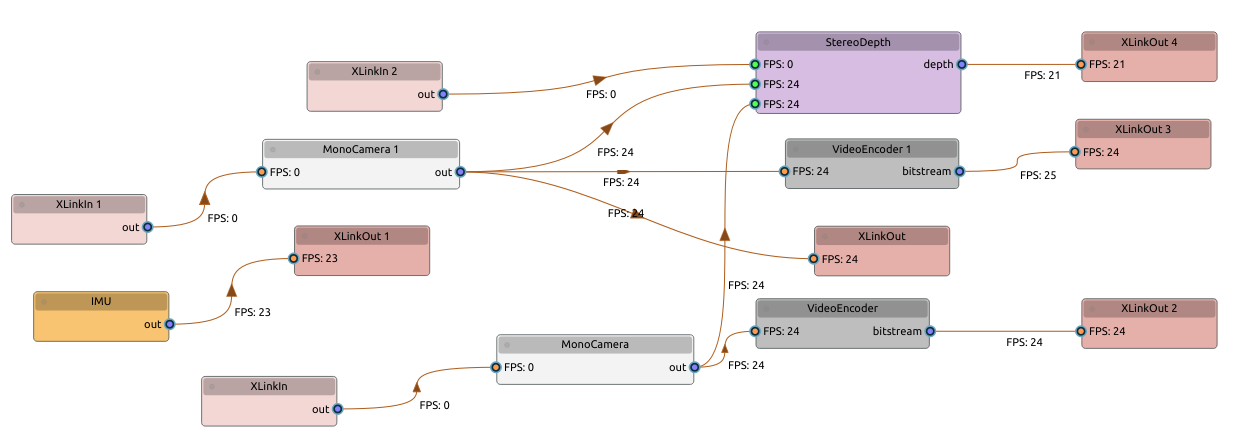 StereoDepth
FPS: 0
depth
FPS: 24
FPS: 24
FPS: 21
XLinkOut 4
FPS: 21
XLinkIn 2
out
FPS: 0
XLinkOut 3
FPS: 24
MonoCamera 1
FPS: 0
out
FPS: 24
FPS: 24
FPS: 24
VideoEncoder 1
FPS: 24
bitstream
FPS: 25
XLinkIn 1
out
FPS: 0
XLinkOut 1
FPS: 23
XLinkOut
FPS: 24
IMU
out
FPS: 23
FPS: 24
VideoEncoder
FPS: 24
bitstream
FPS: 24
XLinkOut 2
FPS: 24
MonoCamera
FPS: 0
out
FPS: 24
XLinkIn
out
FPS: 0